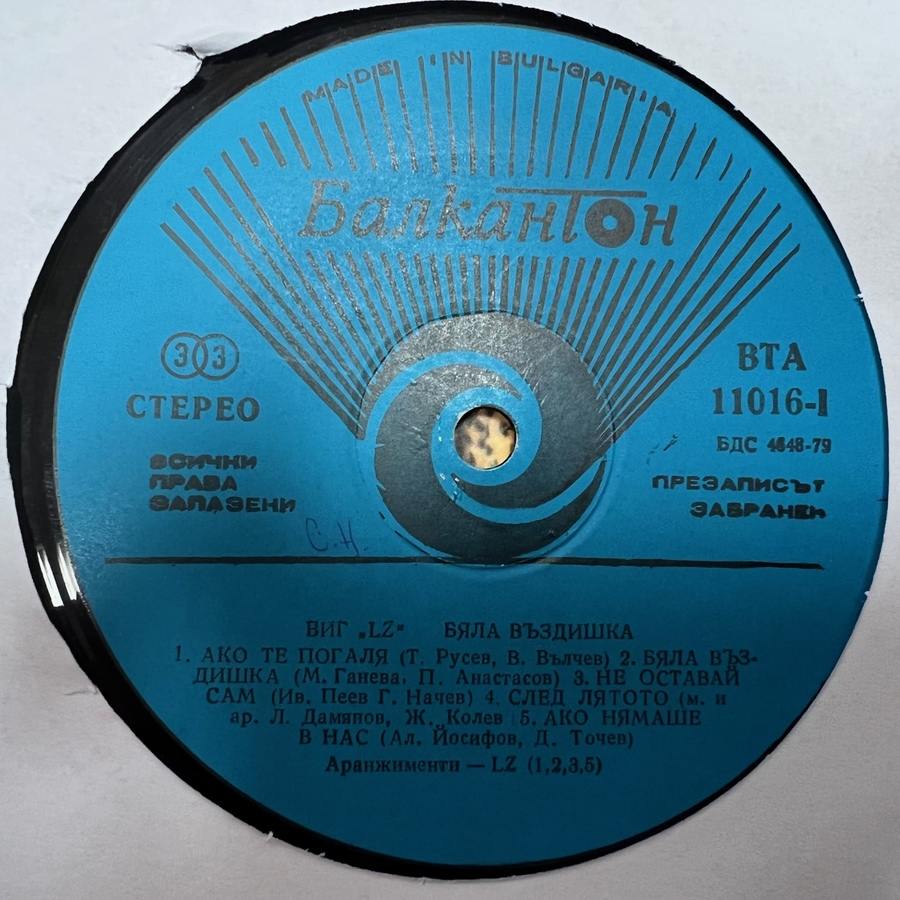 MADE IN BULGARIA
Балкантон
33
СТЕРЕО
ВСИЧКИ
ПРАВА
ЗАПАЗЕНИ
ВТА
11016-I
БДС 4848-79
ПРЕЗАПИСЪТ
ЗАБРАНЕН
С.Н.
ВИГ „LZ“ БЯЛА ВЪЗДИШКА
1. АКО ТЕ ПОГАЛЯ (Т. Русев, В. Вълчев) 2. БЯЛА ВЪЗ-
ДИШКА (М. Ганева, П. Анастасов) 3. НЕ ОСТАВАЙ
САМ (Ив. Пеев Г. Начев) 4. СЛЕД ЛЯТОТО (м. и
ар. Л. Дамянов, Ж. Колев 5. АКО НЯМАШЕ
В НАС (Ал. Йосифов, Д. Точев)
Аранжименти — LZ (1,2,3,5)